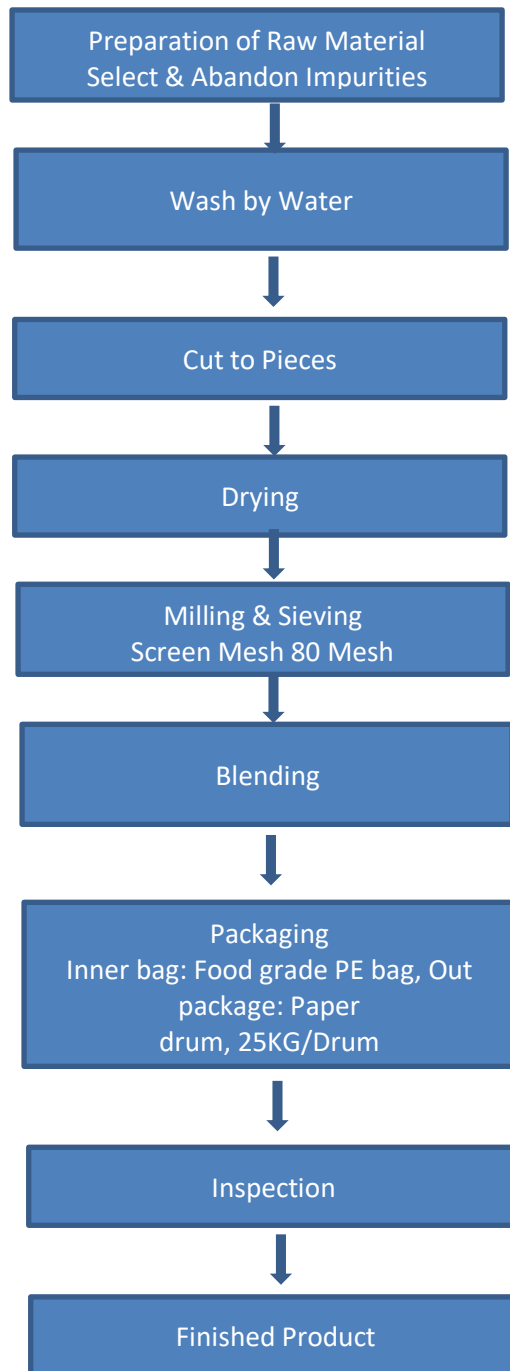 Preparation of Raw Material
Select & Abandon Impurities
Wash by Water
Cut to Pieces
Drying
Milling & Sieving
Screen Mesh 80 Mesh
Blending
Packaging
Inner bag: Food grade PE bag, Out
package: Paper
drum, 25KG/Drum
Inspection
Finished Product